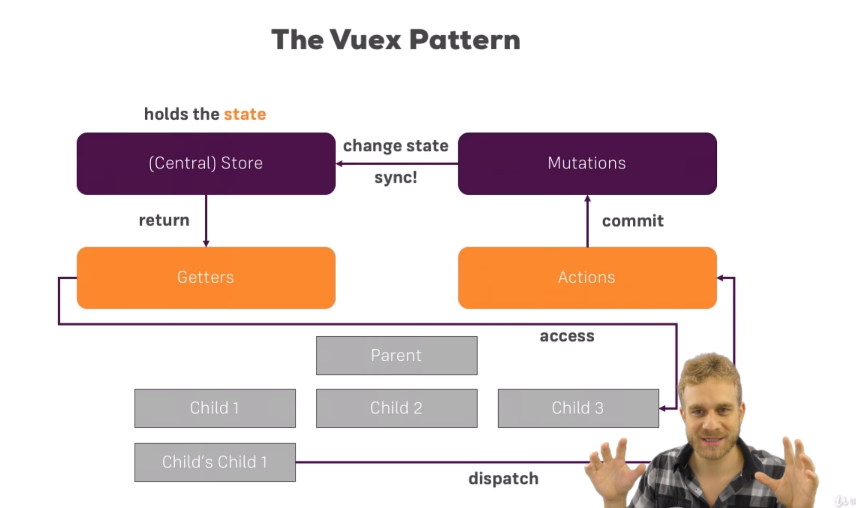 The Vuex Pattern
holds the state
(Central) Store
change state
sync!
Mutations
return
commit
Getters
Actions
access
Parent
Child 1
Child 2
Child 3
Child's Child 1
dispatch